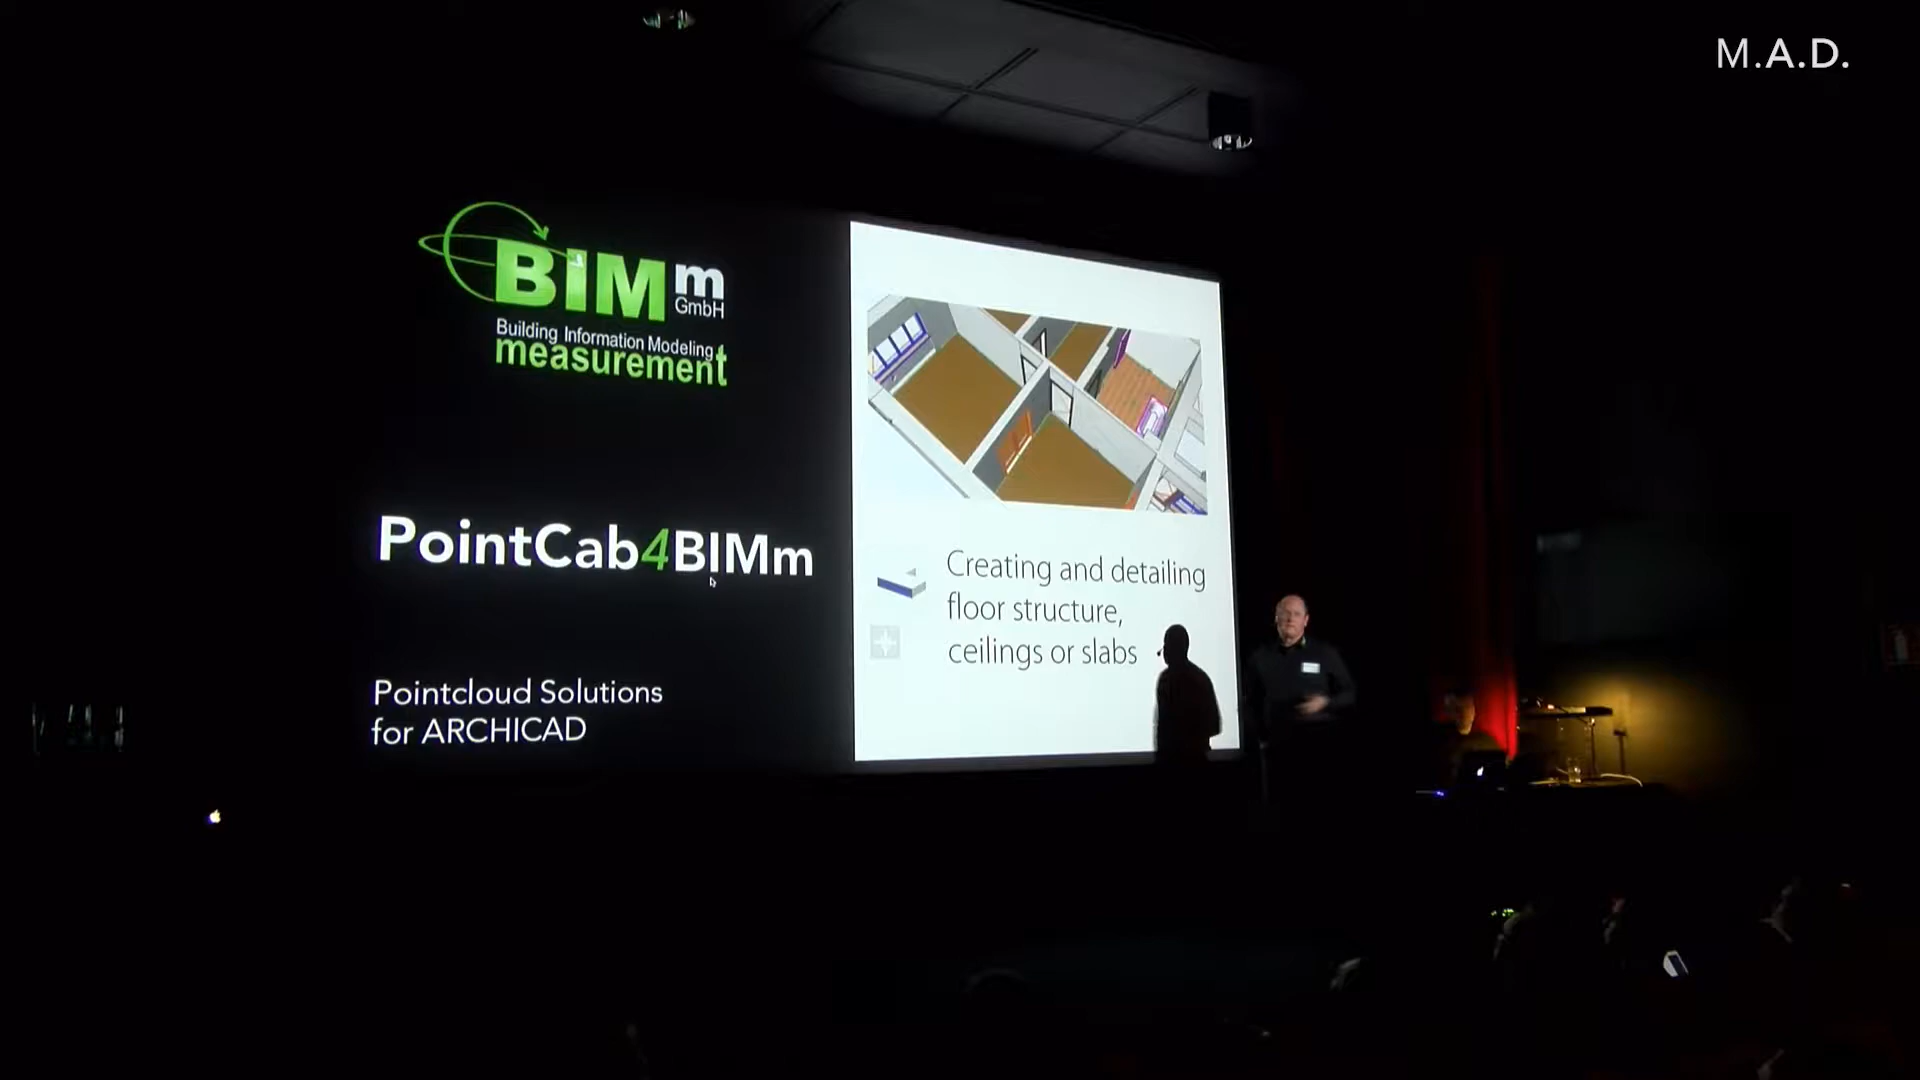 M.A.D.
BIMm
GmbH
Building Information Modeling
measurement
PointCab4BIMm
Pointcloud Solutions
for ARCHICAD
Creating and detailing
floor structure,
ceilings or slabs